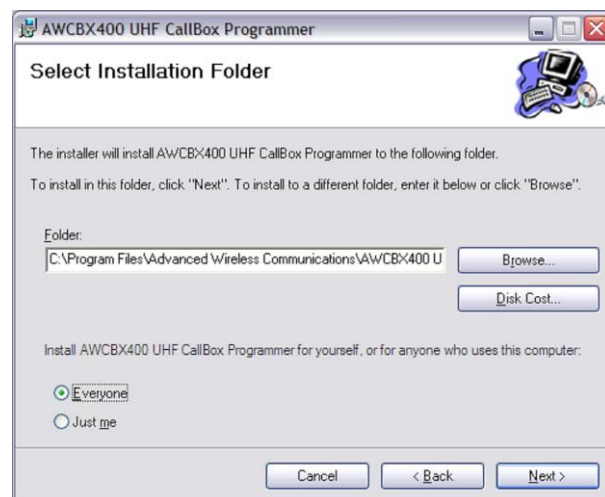 AWCBX400 UHF CallBox Programmer
Select Installation Folder
The installer will install AWCBX400 UHF CallBox Programmer to the following folder.
To install in this folder, click "Next". To install to a different folder, enter it below or click "Browse".
Folder:
C:\Program Files\Advanced Wireless Communications\AWCBX400 U
Browse...
Disk Cost...
Install AWCBX400 UHF CallBox Programmer for yourself, or for anyone who uses this computer:
Everyone
Just me
Cancel
< Back
Next >